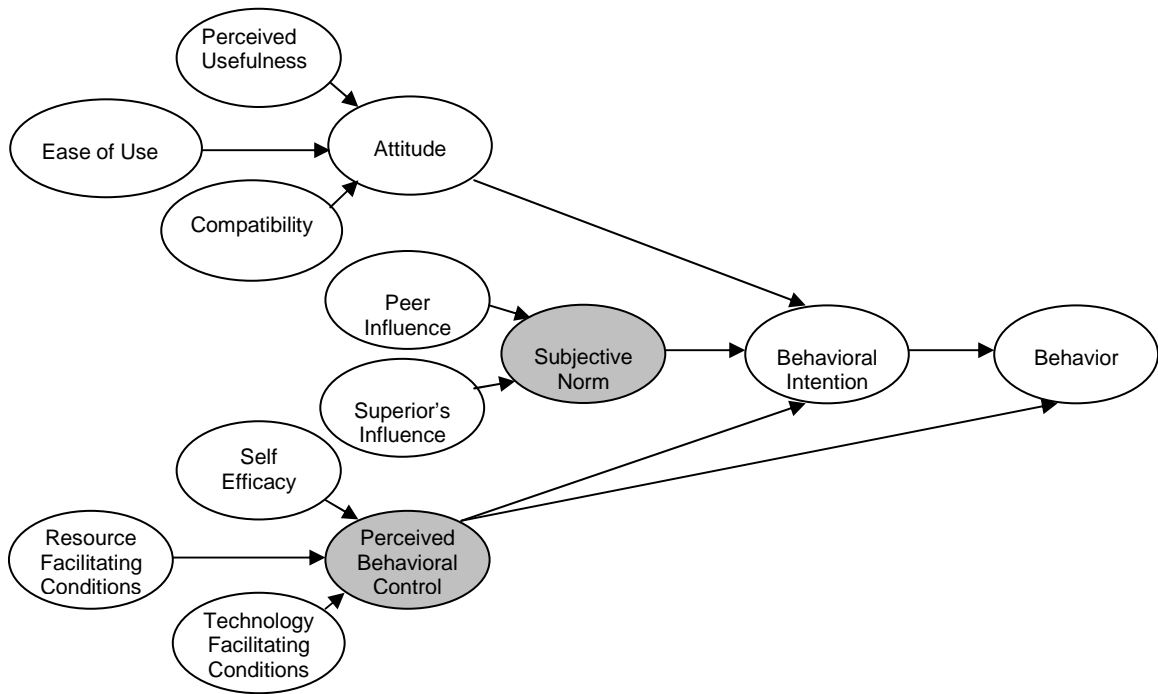 Perceived
Usefulness
Ease of Use
Attitude
Compatibility
Peer
Influence
Subjective
Norm
Behavioral
Intention
Behavior
Superior’s
Influence
Self
Efficacy
Resource
Facilitating
Conditions
Perceived
Behavioral
Control
Technology
Facilitating
Conditions